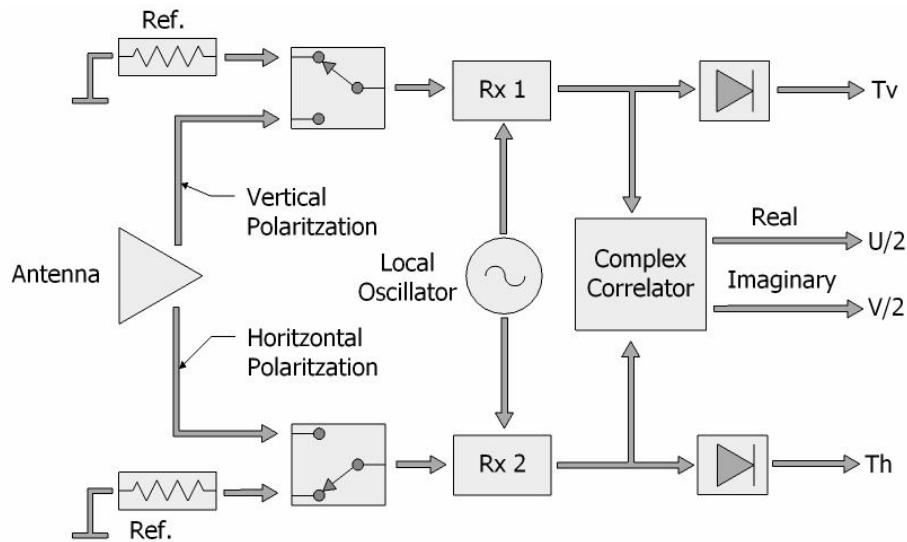 Ref.
Rx 1
Tv
Vertical
Polaritzation
Antenna
Local
Oscillator
Complex
Correlator
Real
U/2
Imaginary
V/2
Horitzontal
Polaritzation
Rx 2
Th
Ref.